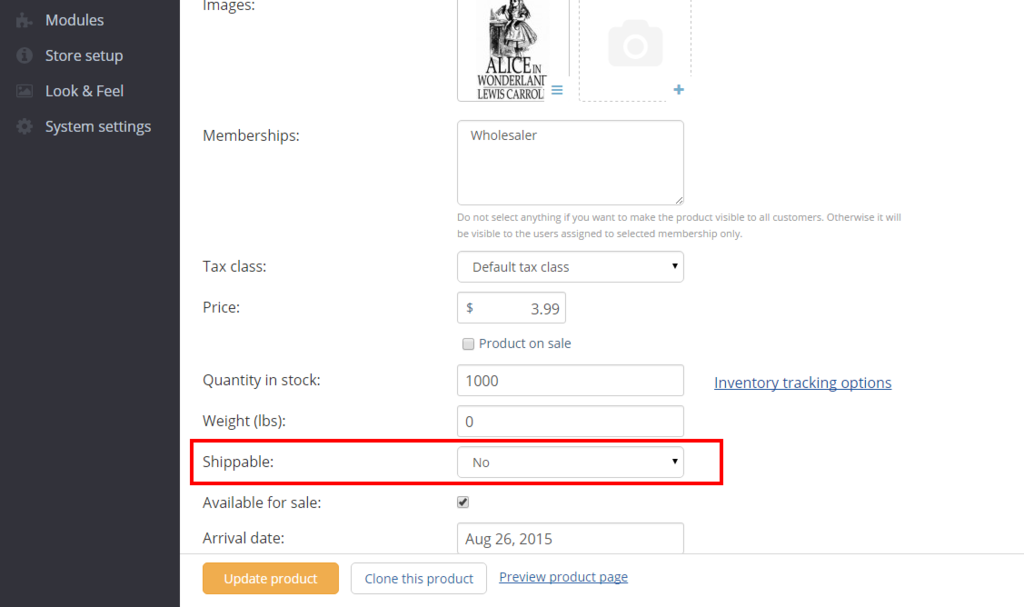 Modules
Store setup
Look & Feel
System settings
Images:
ALICE IN
WONDERLAN
LEWIS CARROL
Memberships:
Wholesaler
Do not select anything if you want to make the product visible to all customers. Otherwise it will
be visible to the users assigned to selected membership only.
Tax class:
Default tax class
Price:
$ 3.99
Product on sale
Quantity in stock:
1000
Inventory tracking options
Weight (lbs):
0
Shippable:
No
Available for sale:
Arrival date:
Aug 26, 2015
Update product
Clone this product
Preview product page